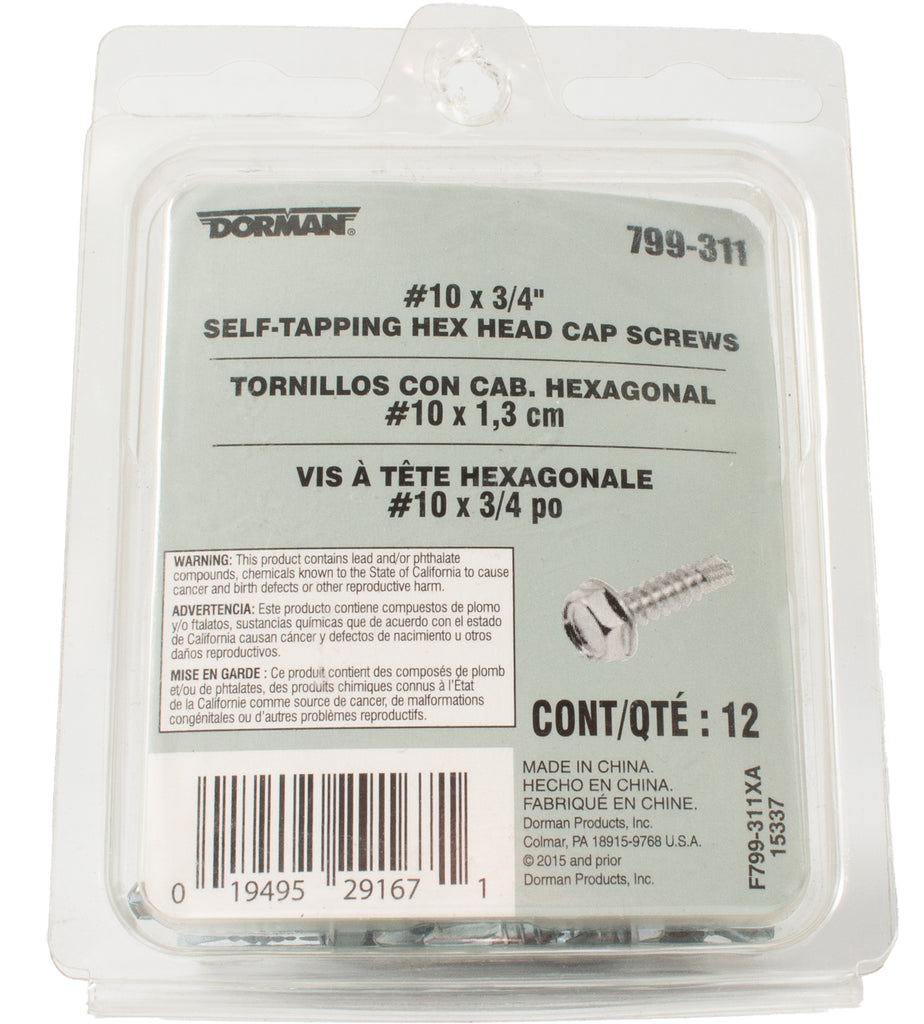 DORMAN®
799-311
#10 x 3/4"
SELF-TAPPING HEX HEAD CAP SCREWS
TORNILLOS CON CAB. HEXAGONAL
#10 x 1,3 cm
VIS À TÊTE HEXAGONALE
#10 x 3/4 po
WARNING: This product contains lead and/or phthalate
compounds, chemicals known to the State of California to cause
cancer and birth defects or other reproductive harm.
ADVERTENCIA: Este producto contiene compuestos de plomo
y/o ftalatos, sustancias químicas que de acuerdo con el estado
de California causan cáncer y defectos de nacimiento u otros
daños reproductivos.
MISE EN GARDE : Ce produit contient des composés de plomb
et/ou de phtalates, des produits chimiques connus à l'État
de la Californie comme source de cancer, de malformations
congénitales ou d'autres problèmes reproductifs.
CONT/QTÉ : 12
MADE IN CHINA.
HECHO EN CHINA.
FABRIQUÉ EN CHINE.
Dorman Products, Inc.
Colmar, PA 18915-9768 U.S.A.
© 2015 and prior
Dorman Products, Inc.
F799-311XA
15337
0 19495 29167 1